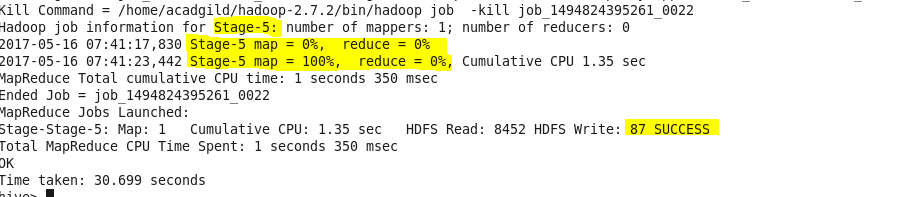 Kill Command = /home/acadgild/hadoop-2.7.2/bin/hadoop job  -kill job_1494824395261_0022
Hadoop job information for Stage-5: number of mappers: 1; number of reducers: 0
2017-05-16 07:41:17,830 Stage-5 map = 0%,  reduce = 0%
2017-05-16 07:41:23,442 Stage-5 map = 100%,  reduce = 0%, Cumulative CPU 1.35 sec
MapReduce Total cumulative CPU time: 1 seconds 350 msec
Ended Job = job_1494824395261_0022
MapReduce Jobs Launched:
Stage-Stage-5: Map: 1   Cumulative CPU: 1.35 sec   HDFS Read: 8452 HDFS Write: 87 SUCCESS
Total MapReduce CPU Time Spent: 1 seconds 350 msec
OK
Time taken: 30.699 seconds
hive>